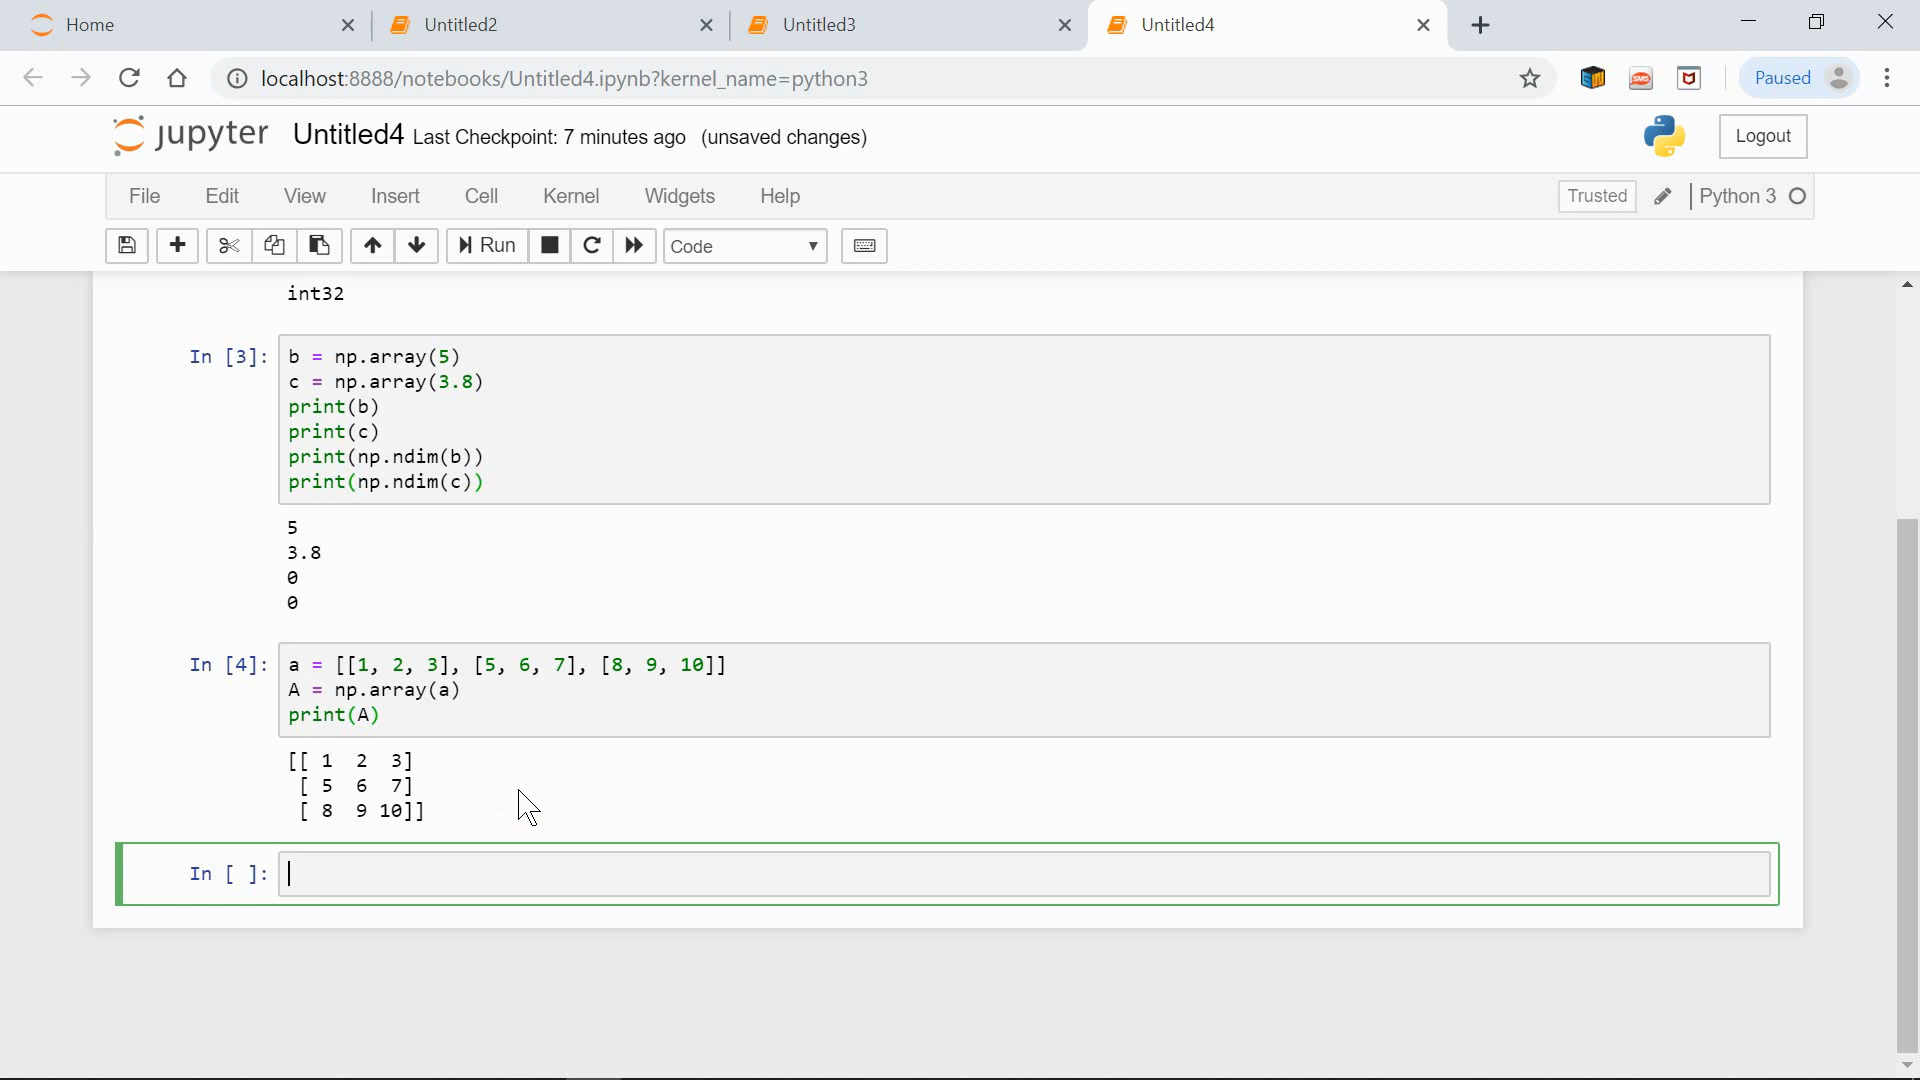 Home
Untitled2
Untitled3
Untitled4
localhost:8888/notebooks/Untitled4.ipynb?kernel_name=python3
SMS
Paused
jupyter Untitled4 Last Checkpoint: 7 minutes ago (unsaved changes)
Logout
File Edit View Insert Cell Kernel Widgets Help
Trusted
Python 3
Run
Code
int32
In [3]: b = np.array(5)
c = np.array(3.8)
print(b)
print(c)
print(np.ndim(b))
print(np.ndim(c))
5
3.8
0
0
In [4]: a = [[1, 2, 3], [5, 6, 7], [8, 9, 10]]
A = np.array(a)
print(A)
[[ 1 2 3]
[ 5 6 7]
[ 8 9 10]]
In [ ]: